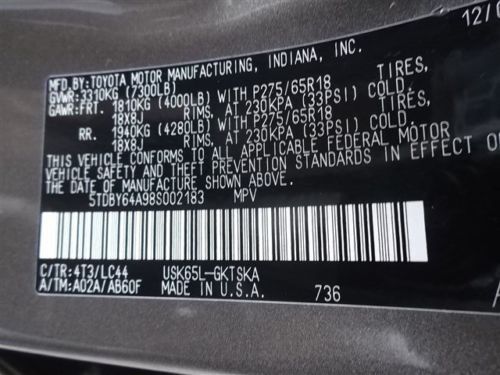 MFD.BY:TOYOTA MOTOR MANUFACTURING, INDIANA, INC. 12/0
GVWR:3310KG (7300LB)
GAWR:FRT. 1810KG (4000LB) WITH P275/65R18 TIRES,
18X8J RIMS, AT 230KPA (33PSI) COLD.
RR. 1940KG (4280LB) WITH P275/65R18 TIRES,
18X8J RIMS, AT 230KPA (33PSI) COLD.
THIS VEHICLE CONFORMS TO ALL APPLICABLE FEDERAL MOTOR
VEHICLE SAFETY AND THEFT PREVENTION STANDARDS IN EFFECT O
THE DATE OF MANUFACTURE SHOWN ABOVE.
5TDBY64A98S002183 MPV
C/TR:4T3/LC44 USK65L-GKTSKA
A/TM:A02A/AB60F MADE IN U.S.A. 736